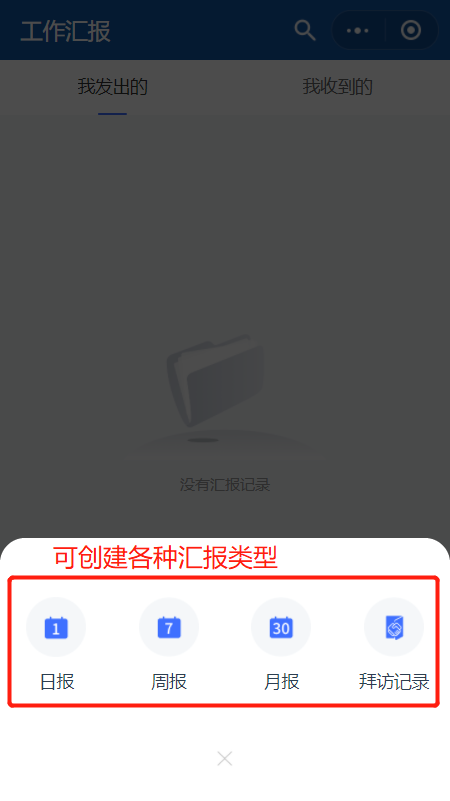 工作汇报
我发出的 我收到的
没有汇报记录
可创建各种汇报类型
1 7 30
日报 周报 月报 拜访记录